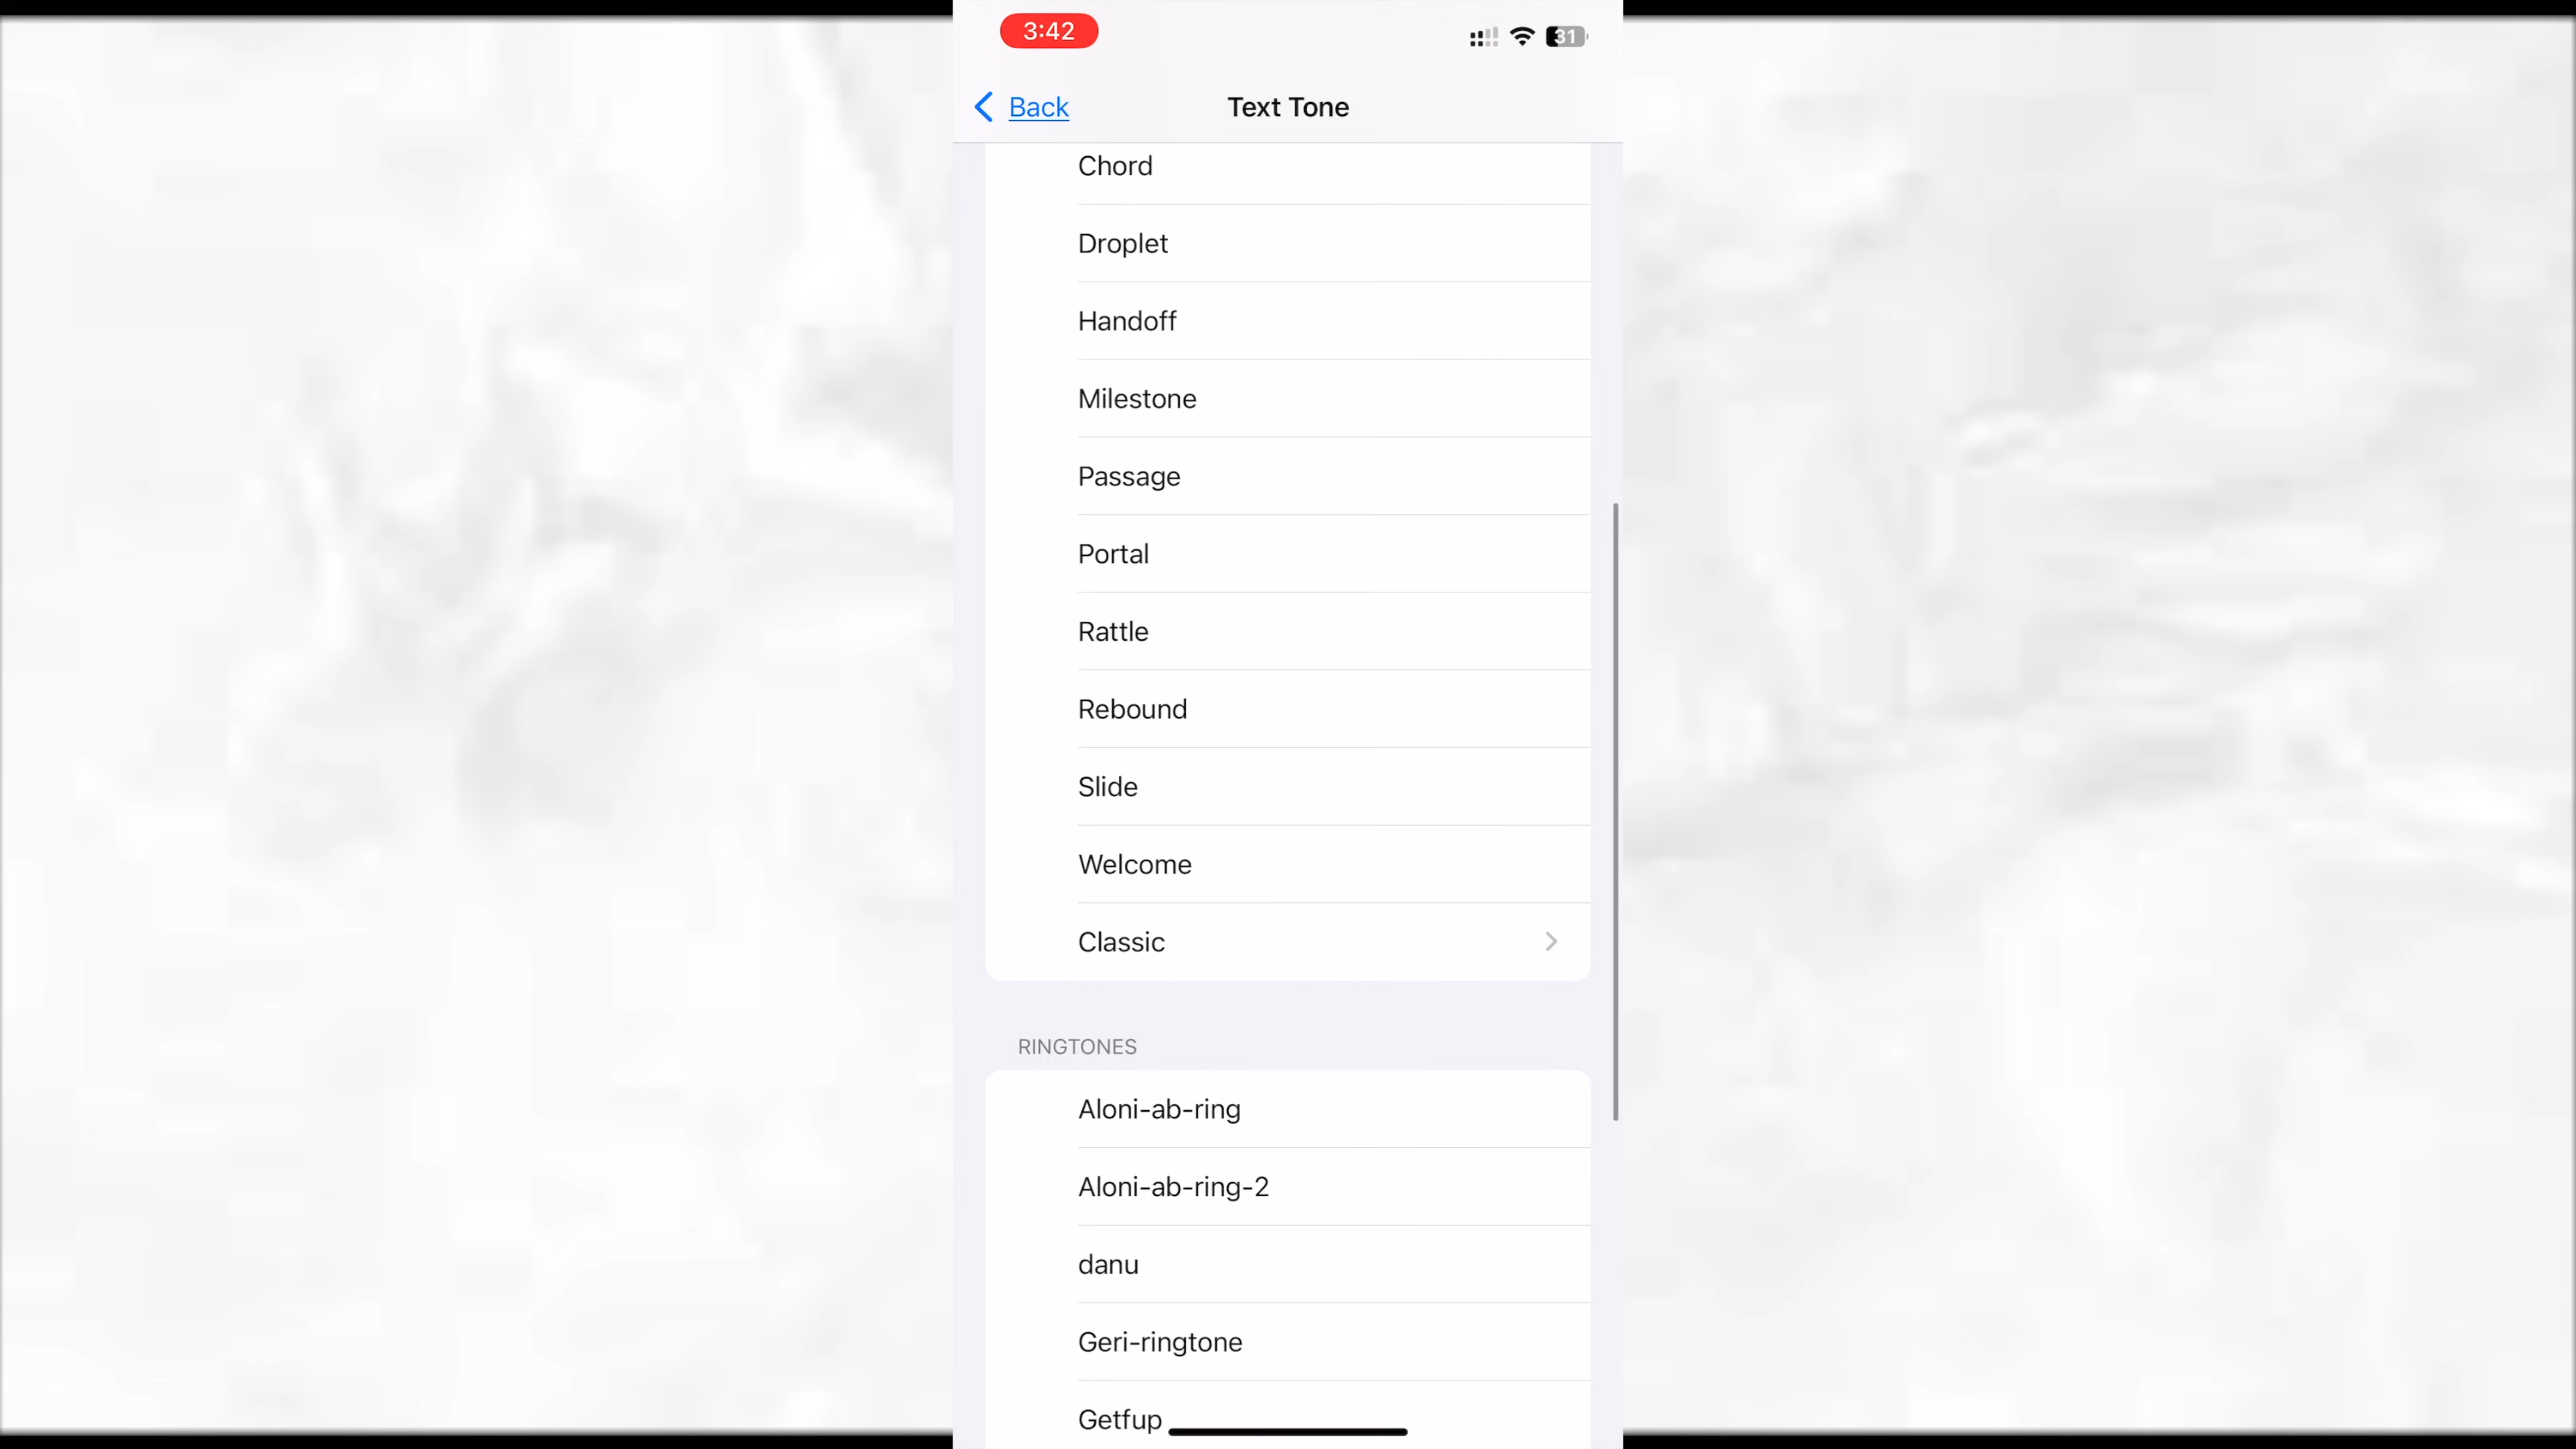 3:42
31
Back
Text Tone
Chord
Droplet
Handoff
Milestone
Passage
Portal
Rattle
Rebound
Slide
Welcome
Classic
RINGTONES
Aloni-ab-ring
Aloni-ab-ring-2
danu
Geri-ringtone
Getfup